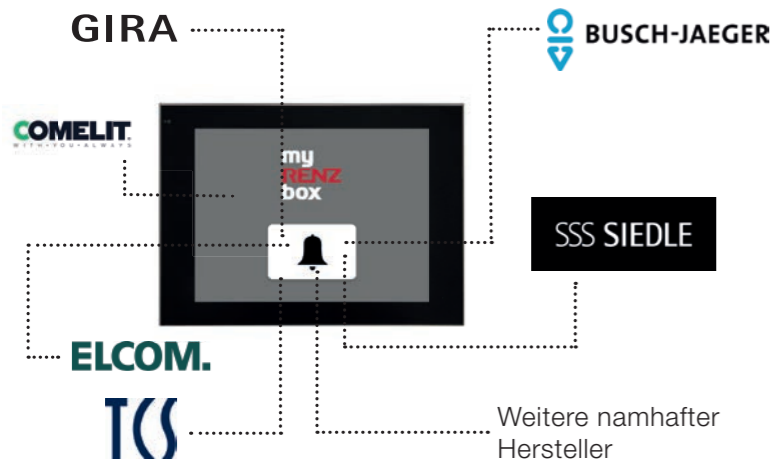 GIRA
BUSCH-JAEGER
COMELIT
WITH·YOU·ALWAYS
my
RENZ
box
SSS SIEDLE
ELCOM.
TCS
Weitere namhafter
Hersteller